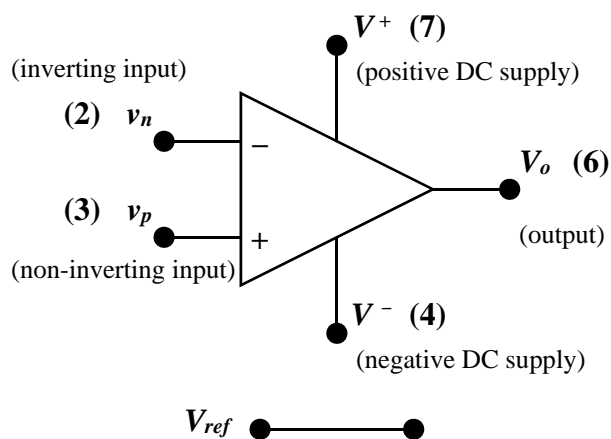 V⁺ (7)
(inverting input)
(positive DC supply)
(2) vₙ
−
Vₒ (6)
(3) vₚ
+
(output)
(non-inverting input)
V⁻ (4)
(negative DC supply)
V_ref